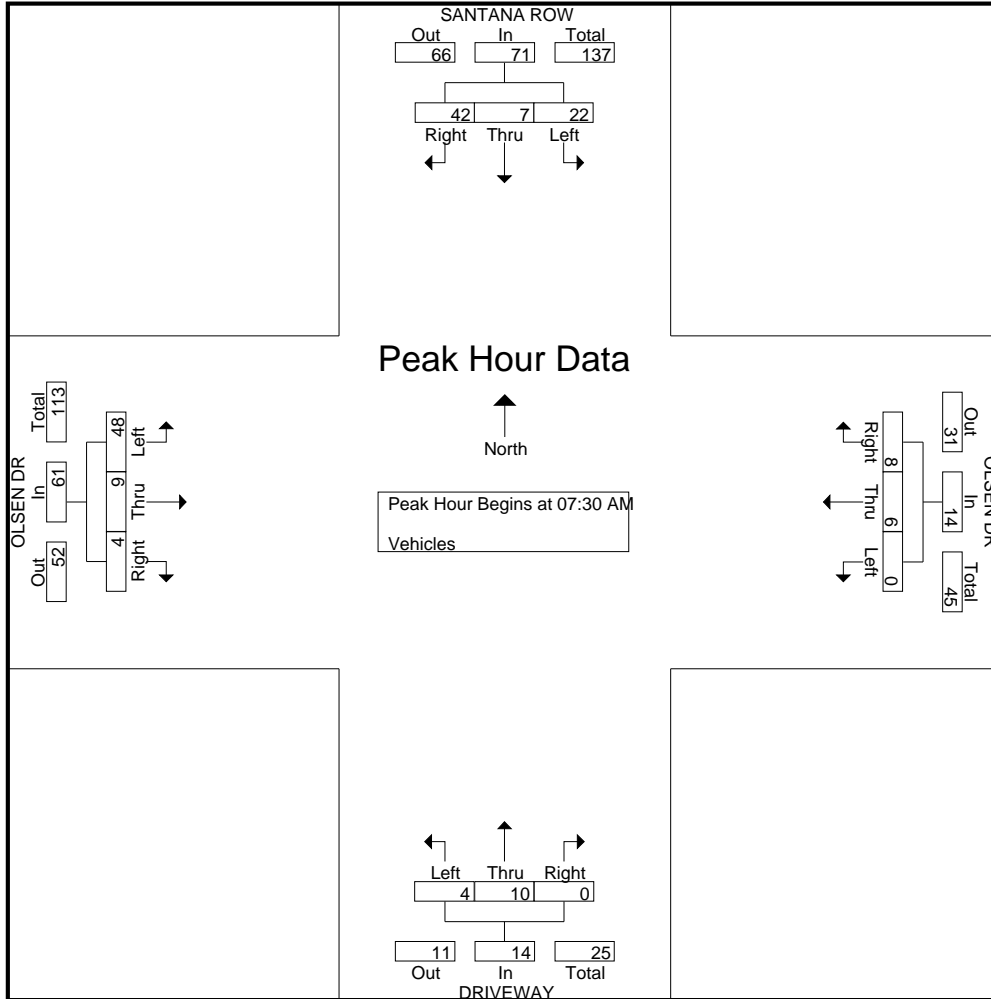 SANTANA ROW
Out In Total
66 71 137
42 7 22
Right Thru Left
Peak Hour Data
North
Peak Hour Begins at 07:30 AM
Vehicles
OLSEN DR
Total In Out
113 61 52
48 9 4
Left Thru Right
OLSEN DR
Out In Total
31 14 45
8 6 0
Right Thru Left
Left Thru Right
4 10 0
11 14 25
Out In Total
DRIVEWAY